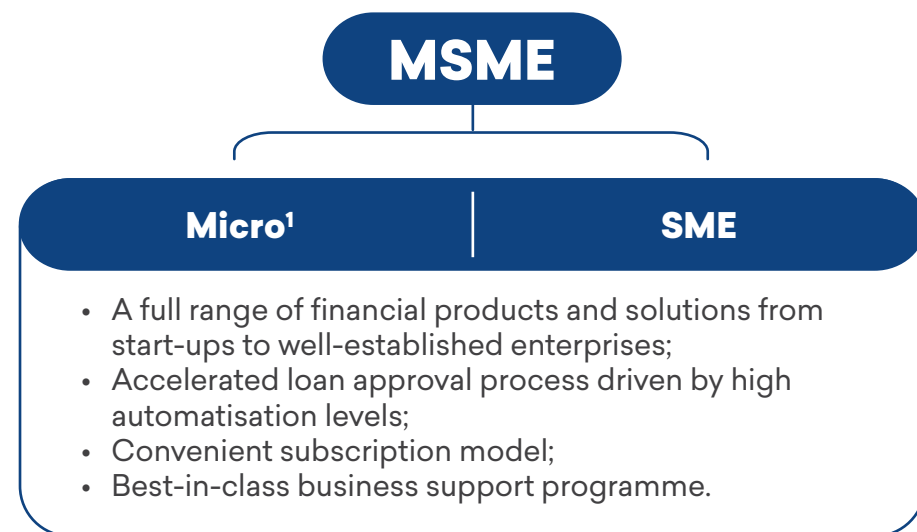 MSME
Micro¹
SME
• A full range of financial products and solutions from
start-ups to well-established enterprises;
• Accelerated loan approval process driven by high
automatisation levels;
• Convenient subscription model;
• Best-in-class business support programme.